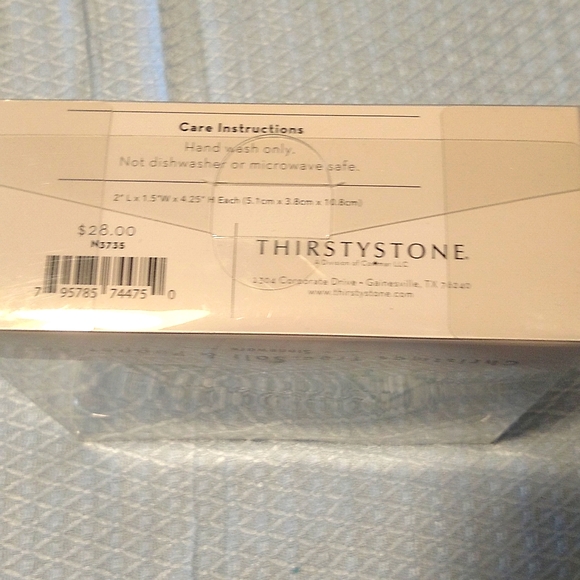 Care Instructions
Hand wash only.
Not dishwasher or microwave safe.
2" L x 1.5"W x 4.25" H Each (5.1cm x 3.8cm x 10.8cm)
$28.00
N3735
7 95785 74475 0
THIRSTYSTONE®
A Division of LLC
1304 Corporate Drive • Gainesville, TX 76240
www.thirstystone.com
Salt &